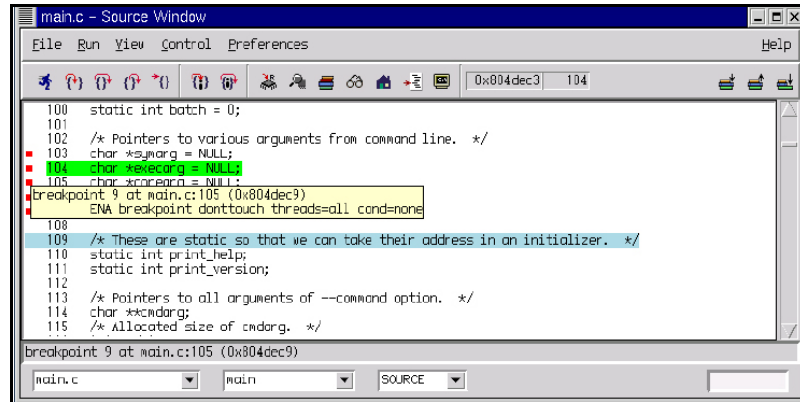 main.c - Source Window
File Run View Control Preferences Help
0x804dec3 104
100 static int batch = 0;
101
102 /* Pointers to various arguments from command line. */
103 char *symarg = NULL;
104 char *execarg = NULL;
105 char *corearg = NULL;
breakpoint 9 at main.c:105 (0x804dec9)
ENA breakpoint donttouch threads=all cond=none
108
109 /* These are static so that we can take their address in an initializer. */
110 static int print_help;
111 static int print_version;
112
113 /* Pointers to all arguments of --command option. */
114 char **cmdarg;
115 /* Allocated size of cmdarg. */
breakpoint 9 at main.c:105 (0x804dec9)
main.c main SOURCE